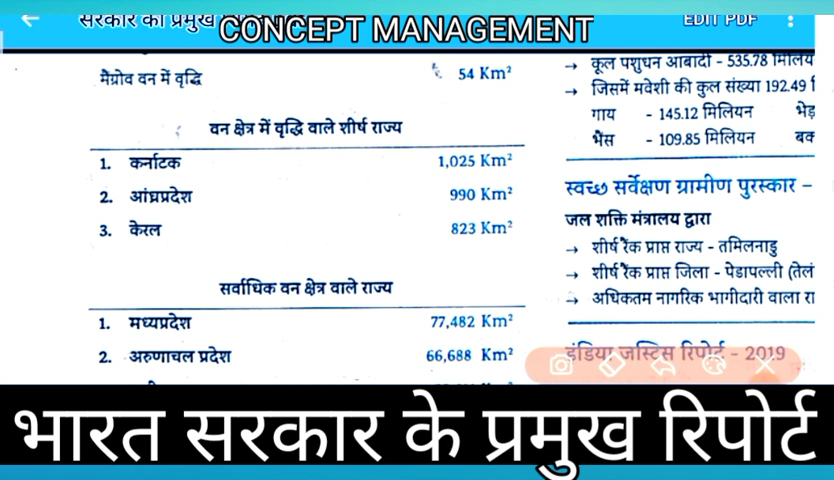 सरकार की प्रमुख
CONCEPT MANAGEMENT
EDIT PDF
मैंग्रोव वन में वृद्धि 54 Km²
वन क्षेत्र में वृद्धि वाले शीर्ष राज्य
1. कर्नाटक 1,025 Km²
2. आंध्रप्रदेश 990 Km²
3. केरल 823 Km²
सर्वाधिक वन क्षेत्र वाले राज्य
1. मध्यप्रदेश 77,482 Km²
2. अरुणाचल प्रदेश 66,688 Km²
→ कूल पशुधन आबादी - 535.78 मिलिय
→ जिसमें मवेशी की कुल संख्या 192.49 f
गाय - 145.12 मिलियन भेड़
भैंस - 109.85 मिलियन बक
स्वच्छ सर्वेक्षण ग्रामीण पुरस्कार –
जल शक्ति मंत्रालय द्वारा
→ शीर्ष रैंक प्राप्त राज्य - तमिलनाडु
→ शीर्ष रैंक प्राप्त जिला - पेडापल्ली (तेलं
→ अधिकतम नागरिक भागीदारी वाला रा
इंडिया जस्टिस रिपोर्ट - 2019
भारत सरकार के प्रमुख रिपोर्ट